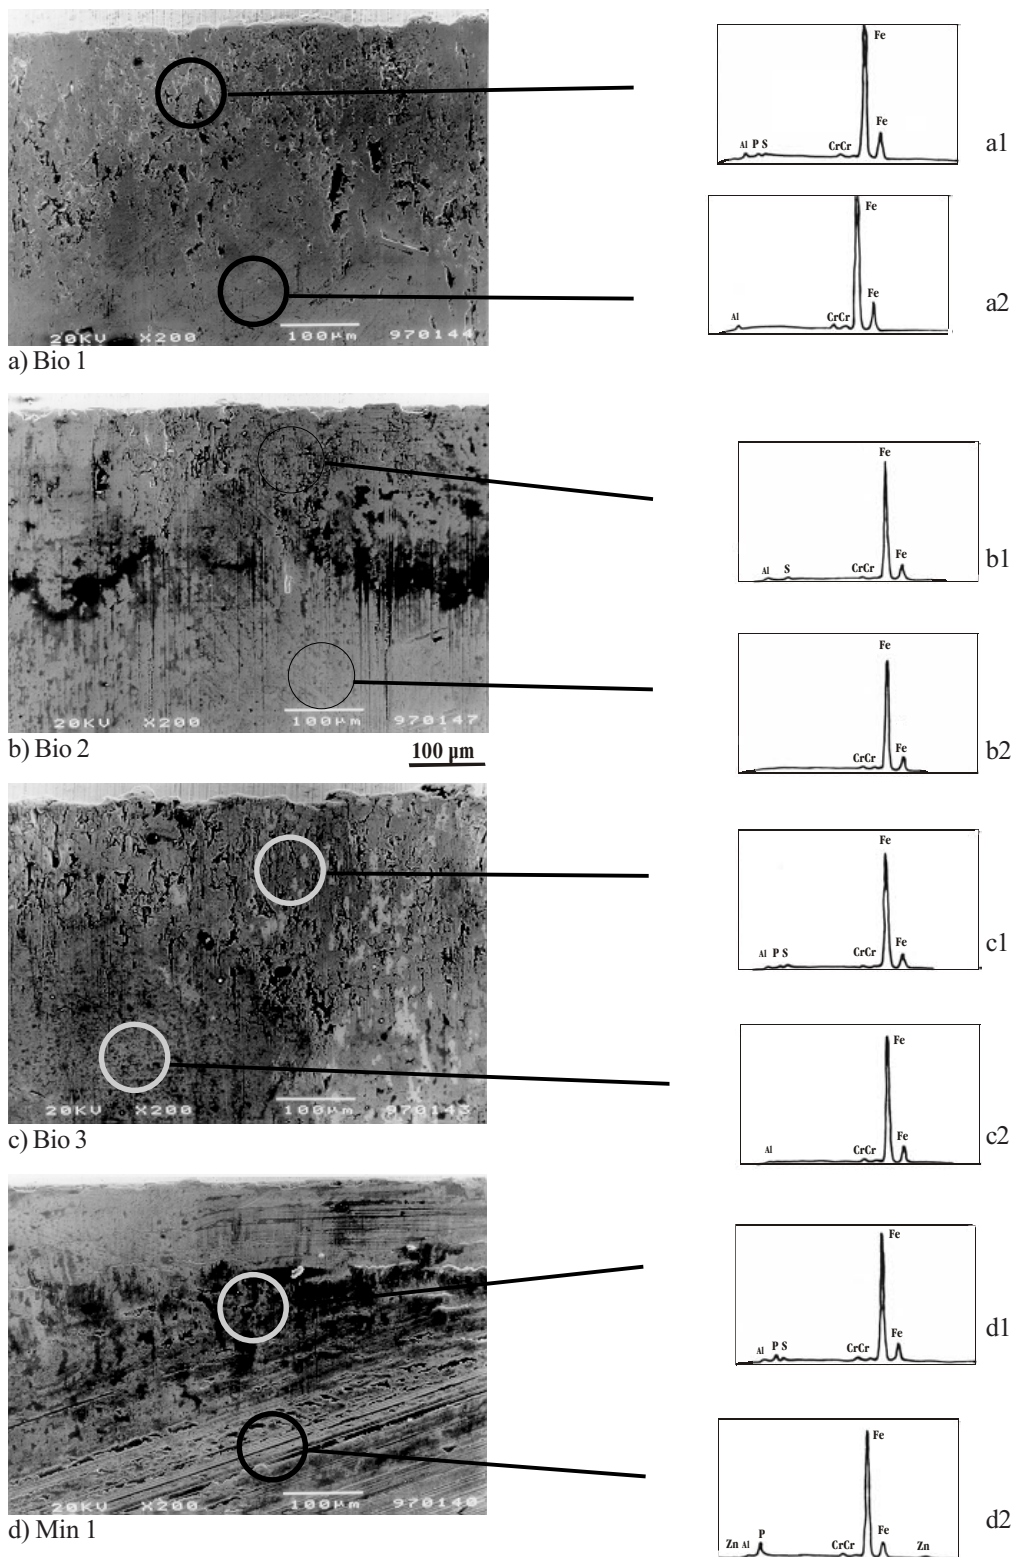 Fe
Fe
Al P S
CrCr
a1
Fe
Fe
Al
CrCr
a2
20KV X200 100µm 970144
a) Bio 1
Fe
Fe
Al S
CrCr
b1
Fe
Fe
CrCr
b2
20KV X200 100µm 970147
b) Bio 2
100 µm
Fe
Fe
Al P S
CrCr
c1
Fe
Fe
Al
CrCr
c2
20KV X200 100µm 970143
c) Bio 3
Fe
Fe
Al P S
CrCr
d1
Fe
Fe
P
Zn Al
CrCr
Zn
d2
20KV X200 100µm 970140
d) Min 1